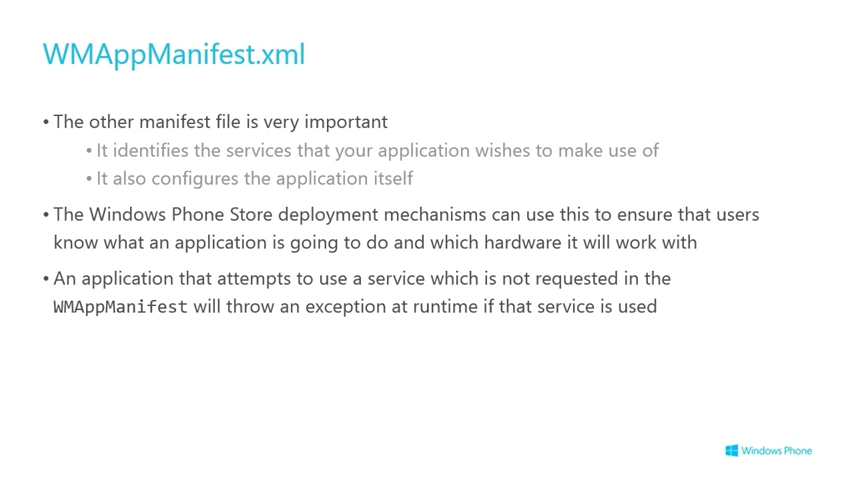 WMAppManifest.xml
• The other manifest file is very important
• It identifies the services that your application wishes to make use of
• It also configures the application itself
• The Windows Phone Store deployment mechanisms can use this to ensure that users
know what an application is going to do and which hardware it will work with
• An application that attempts to use a service which is not requested in the
WMAppManifest will throw an exception at runtime if that service is used
Windows Phone